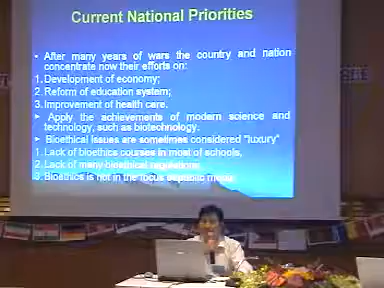 Current National Priorities
• After many years of wars the country and nation
concentrate now their efforts on:
1. Development of economy;
2. Reform of education system;
3. Improvement of health care.
➢ Apply the achievements of modern science and
technology, such as biotechnology.
• Bioethical issues are sometimes considered "luxury"
1. Lack of bioethics courses in most of schools,
2. Lack of many bioethical regulations
3. Bioethics is not in the focus of public media